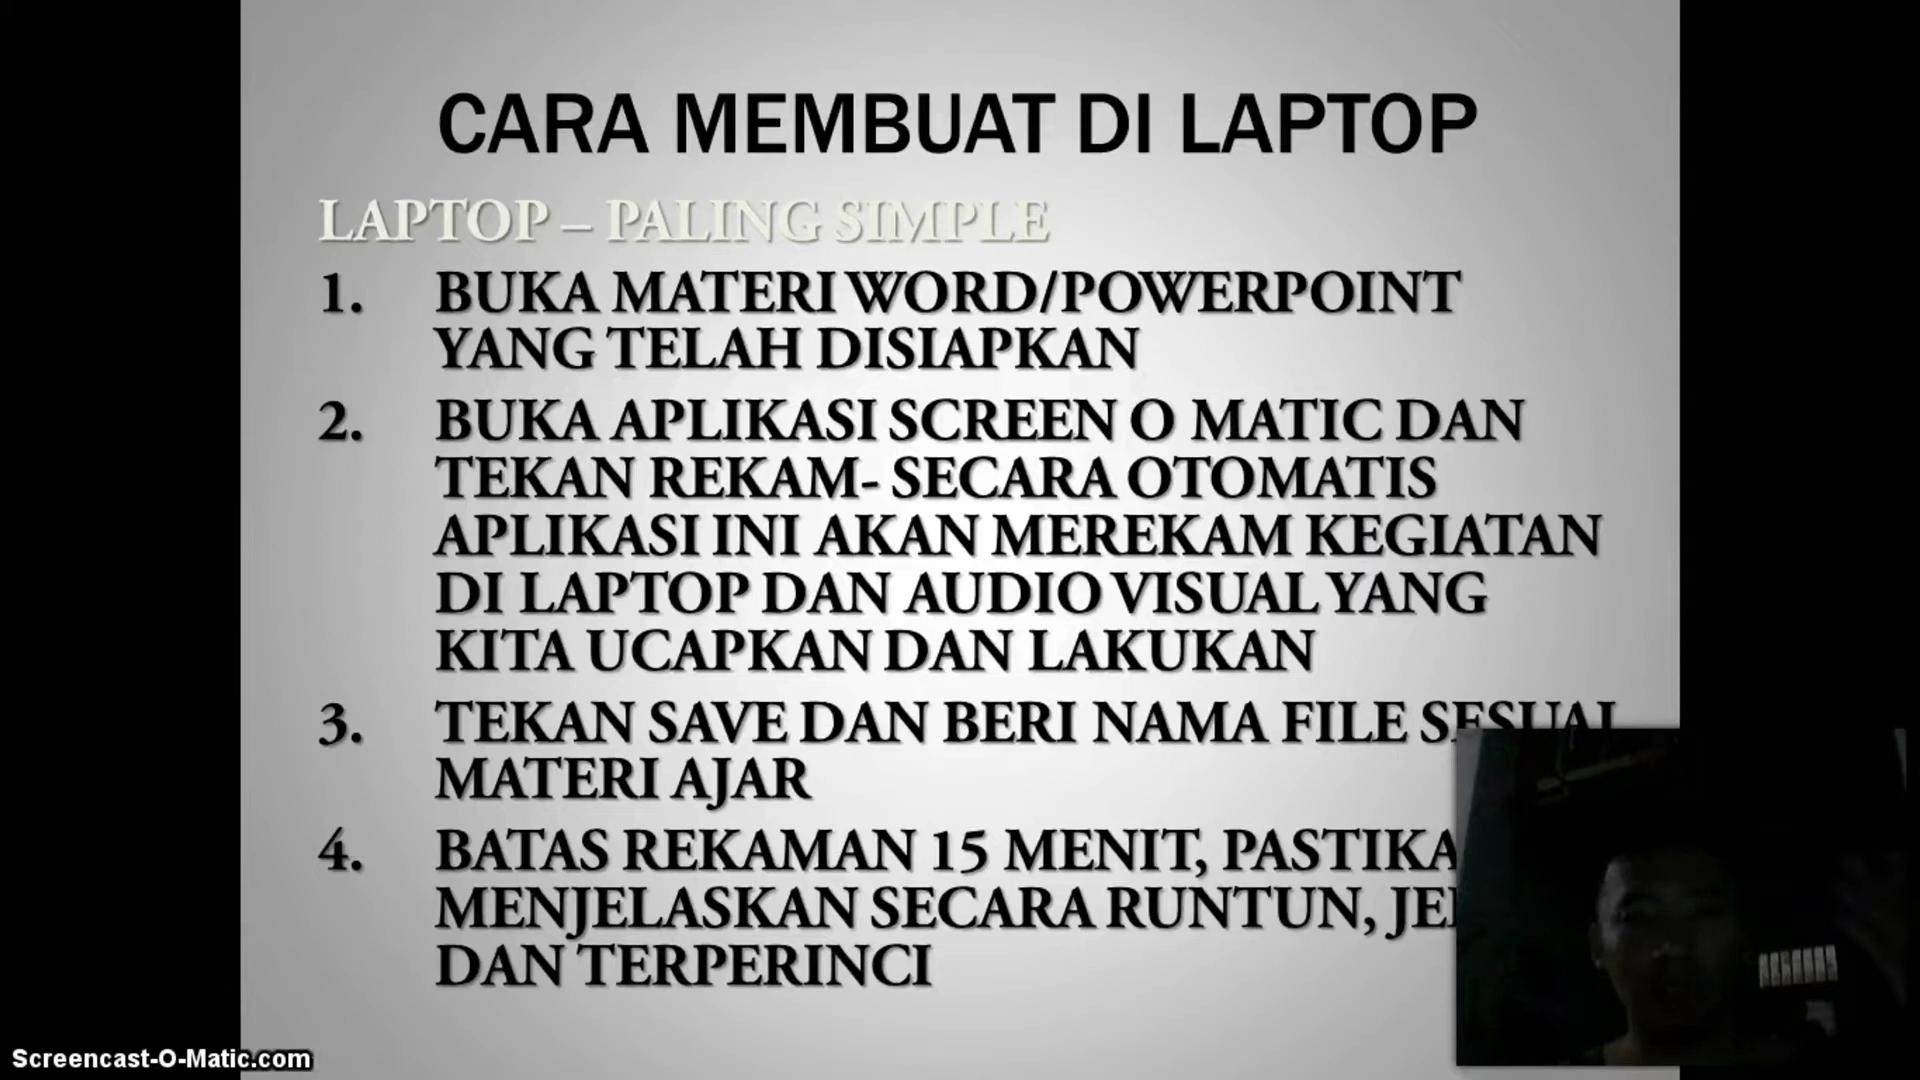 CARA MEMBUAT DI LAPTOP
LAPTOP – PALING SIMPLE
1. BUKA MATERI WORD/POWERPOINT
YANG TELAH DISIAPKAN
2. BUKA APLIKASI SCREEN O MATIC DAN
TEKAN REKAM- SECARA OTOMATIS
APLIKASI INI AKAN MEREKAM KEGIATAN
DI LAPTOP DAN AUDIO VISUAL YANG
KITA UCAPKAN DAN LAKUKAN
3. TEKAN SAVE DAN BERI NAMA FILE SESUAI
MATERI AJAR
4. BATAS REKAMAN 15 MENIT,
MENJELASKAN SECARA RUNTUN,
DAN TERPERINCI
Screencast-O-Matic.com